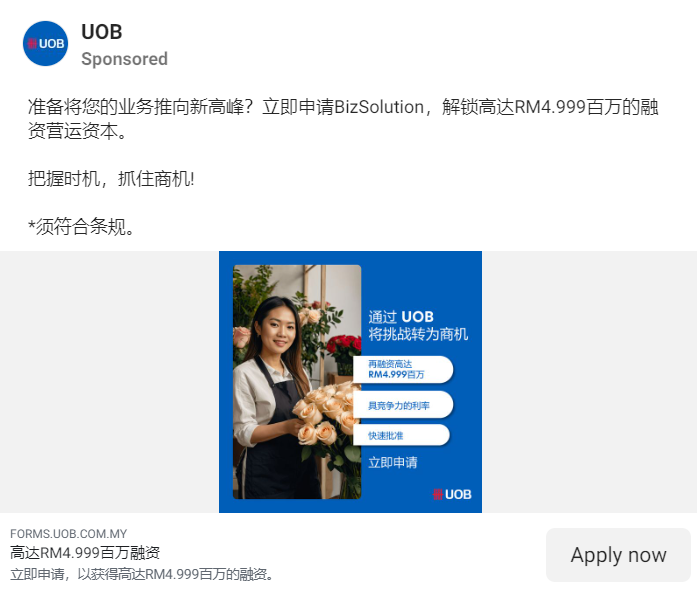 UOB
UOB
Sponsored
准备将您的业务推向新高峰？立即申请BizSolution，解锁高达RM4.999百万的融
资营运资本。
把握时机，抓住商机!
*须符合条规。
通过 UOB
将挑战转为商机
再融资高达
RM4.999百万
具竞争力的利率
快速批准
立即申请
UOB
FORMS.UOB.COM.MY
高达RM4.999百万融资
立即申请，以获得高达RM4.999百万的融资。
Apply now